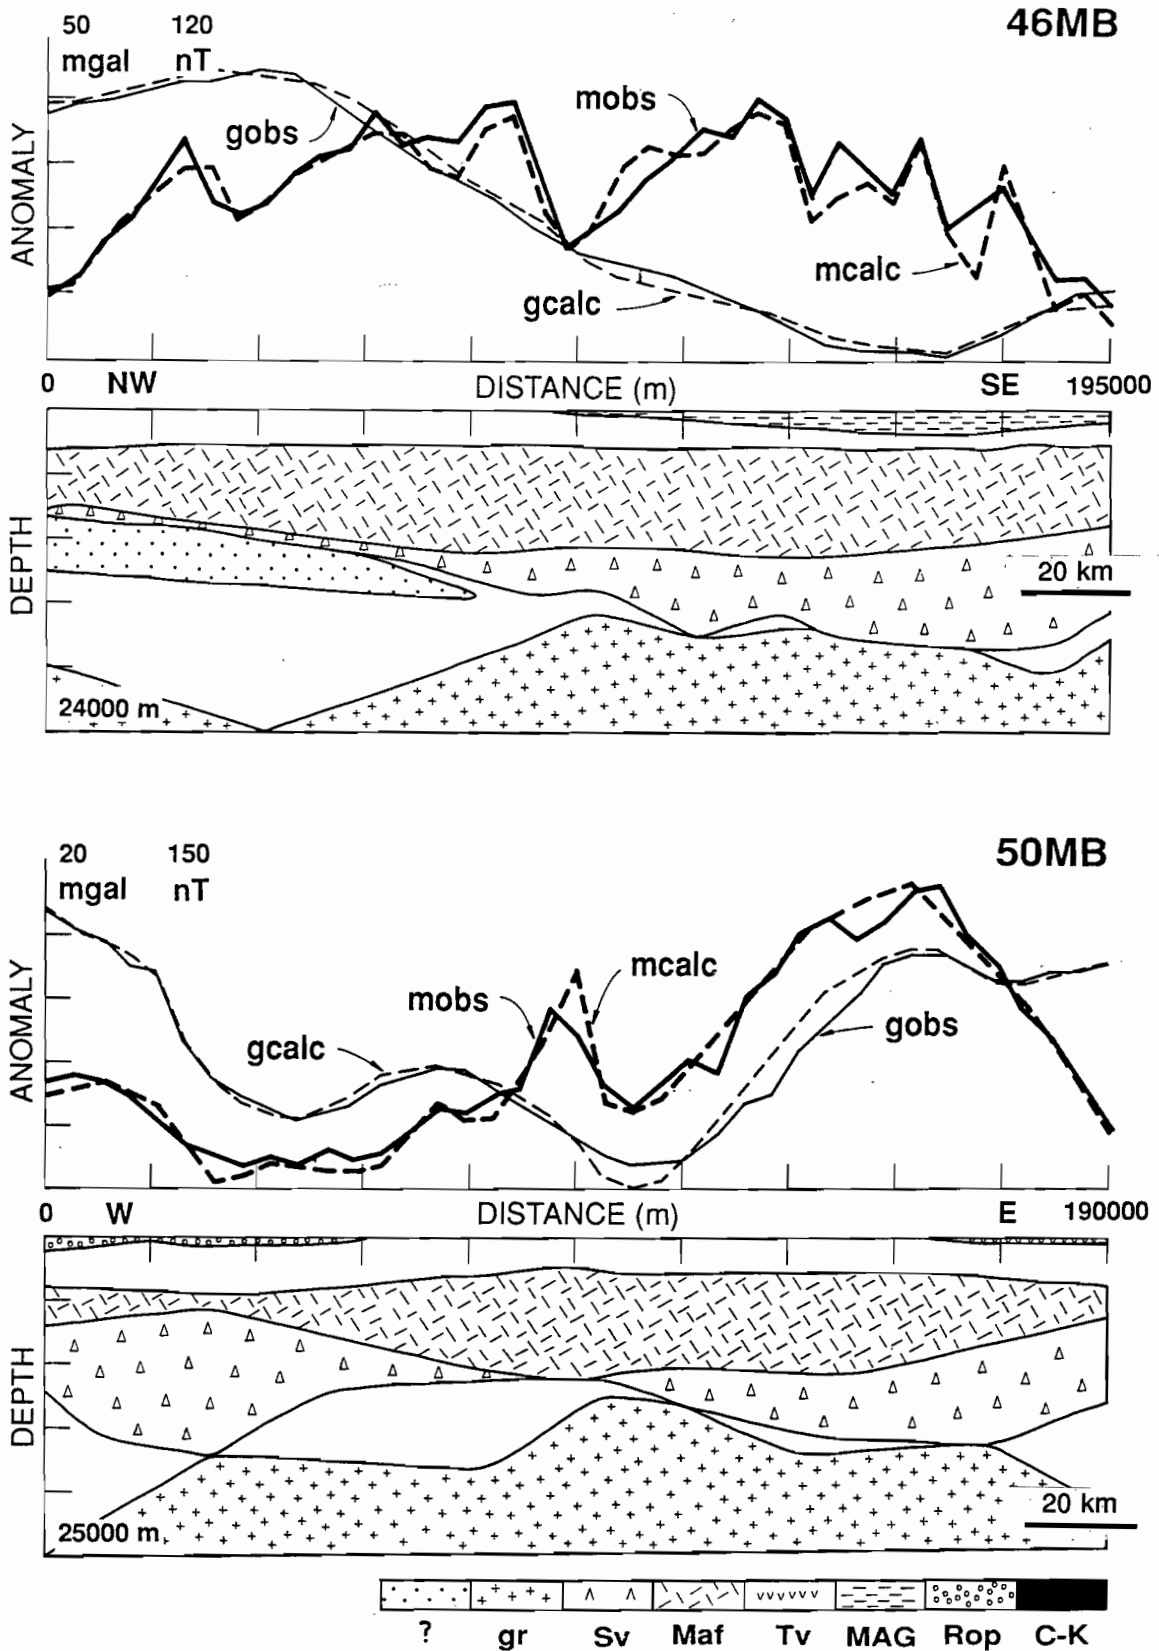 50 120 46MB
mgal nT
mobs
gobs
ANOMALY
mcalc
gcalc
0 NW DISTANCE (m) SE 195000
DEPTH
20 km
24000 m
20 150 50MB
mgal nT
mcalc
mobs
gobs
gcalc
ANOMALY
0 W DISTANCE (m) E 190000
DEPTH
20 km
25000 m
? gr Sv Maf Tv MAG Rop C-K